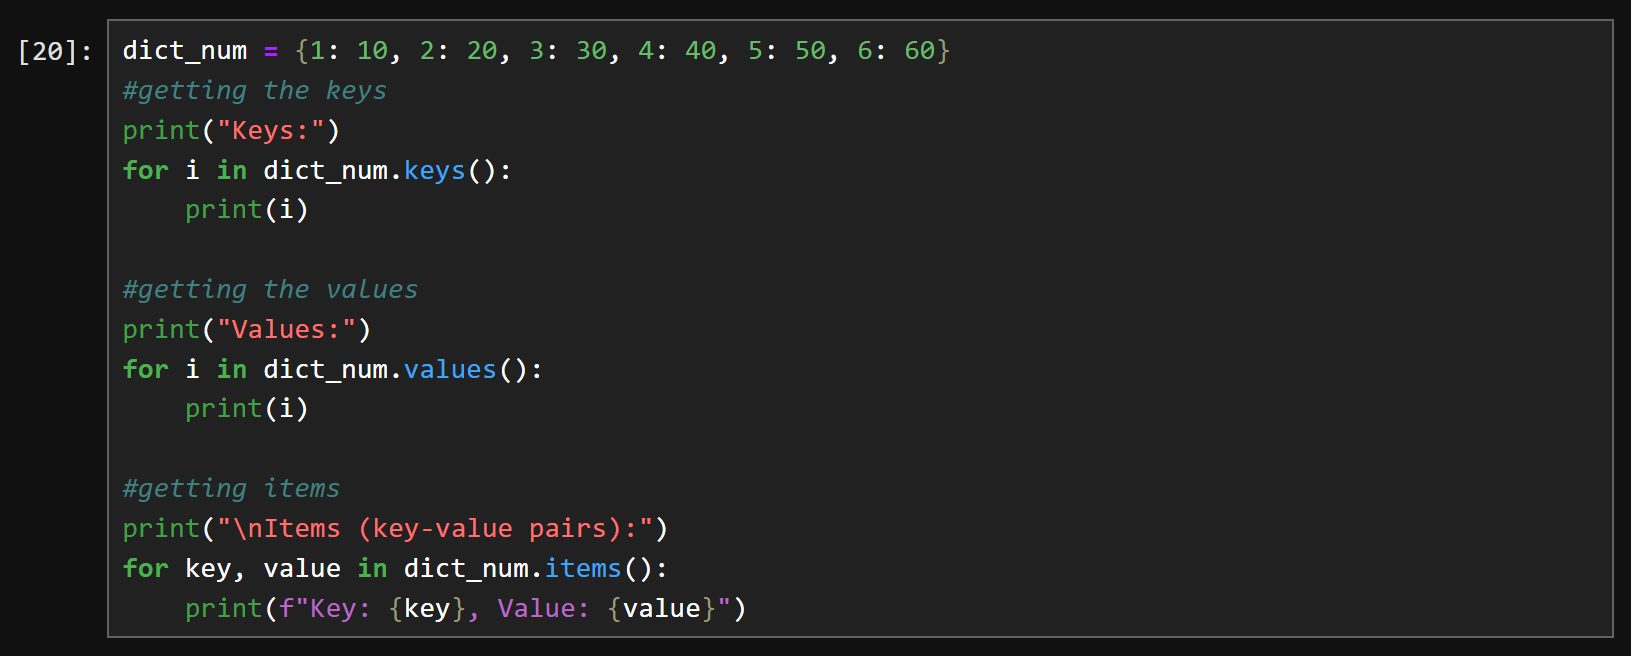 [20]: dict_num = {1: 10, 2: 20, 3: 30, 4: 40, 5: 50, 6: 60}
#getting the keys
print("Keys:")
for i in dict_num.keys():
    print(i)

#getting the values
print("Values:")
for i in dict_num.values():
    print(i)

#getting items
print("\nItems (key-value pairs):")
for key, value in dict_num.items():
    print(f"Key: {key}, Value: {value}")